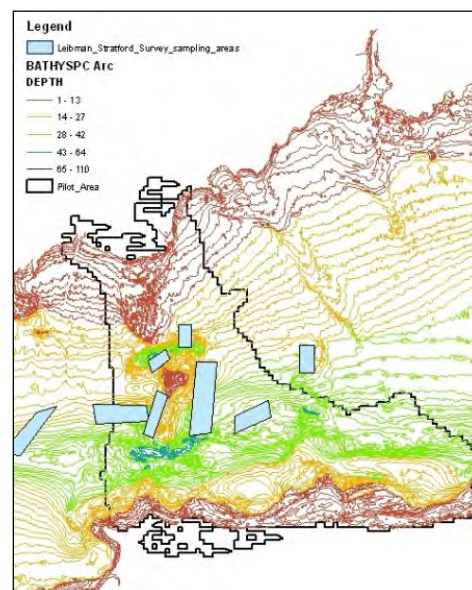 Legend
Leibman_Stratford_Survey_sampling_areas
BATHYSPC Arc
DEPTH
1 - 13
14 - 27
28 - 42
43 - 64
65 - 110
Pilot_Area